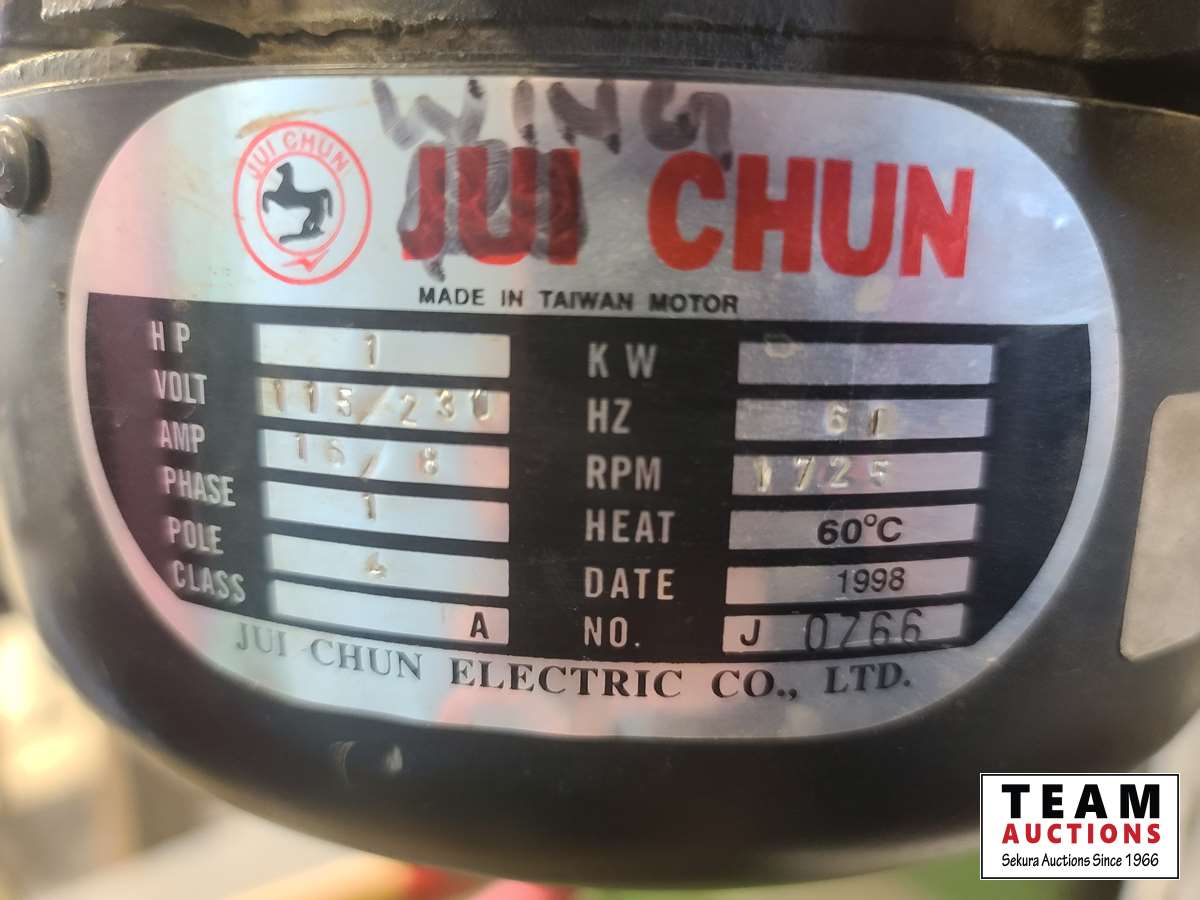 WING
JUI CHUN
JUI CHUN
MADE IN TAIWAN MOTOR
HP 1
VOLT 115/230
AMP 16/8
PHASE 1
POLE
CLASS A
KW
HZ 60
RPM 1725
HEAT 60°C
DATE 1998
NO. J 0766
JUI CHUN ELECTRIC CO., LTD.
TEAM
AUCTIONS
Sekura Auctions Since 1966